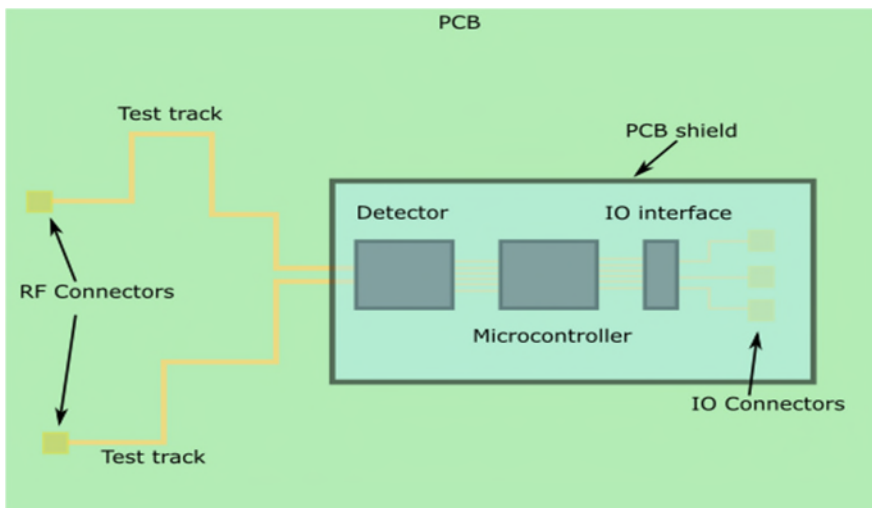 PCB
Test track
PCB shield
Detector
IO interface
RF Connectors
Microcontroller
IO Connectors
Test track